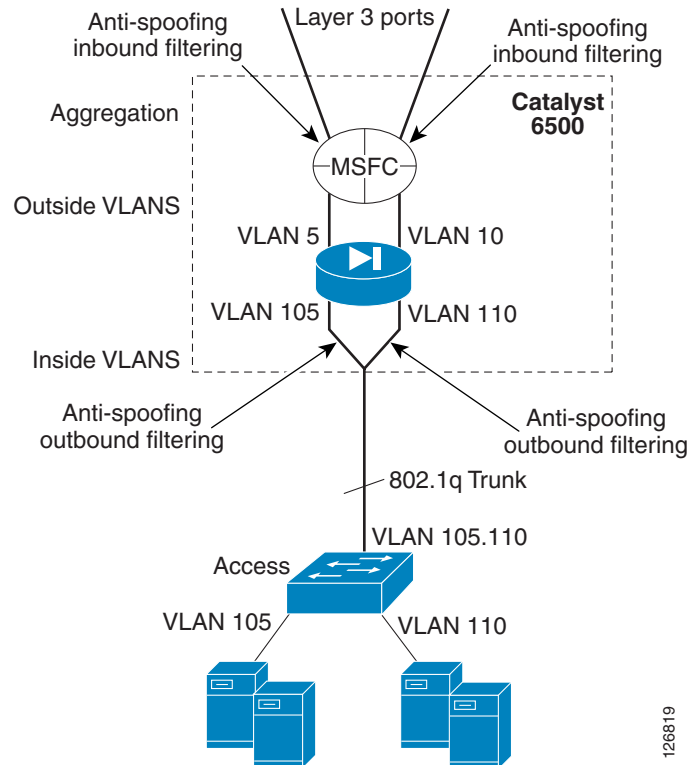 Layer 3 ports
Anti-spoofing
inbound filtering
Anti-spoofing
inbound filtering
Aggregation
Catalyst
6500
MSFC
Outside VLANS
VLAN 5
VLAN 10
VLAN 105
VLAN 110
Inside VLANS
Anti-spoofing
outbound filtering
Anti-spoofing
outbound filtering
802.1q Trunk
VLAN 105.110
Access
VLAN 105
VLAN 110
126819